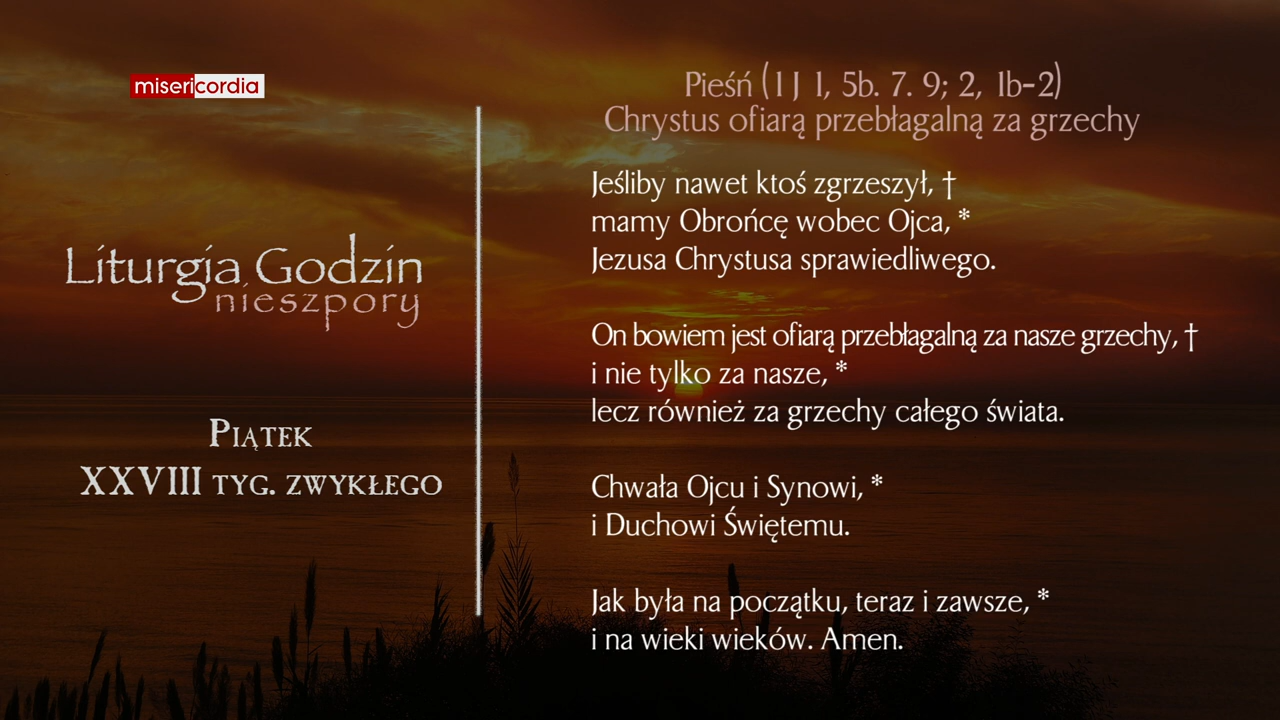 misericordia
Liturgia Godzin
nieszpory
Piątek
XXVIII tyg. zwykłego
Pieśń (1 J 1, 5b. 7. 9; 2, 1b-2)
Chrystus ofiarą przebłagalną za grzechy
Jeśliby nawet ktoś zgrzeszył, †
mamy Obrońcę wobec Ojca, *
Jezusa Chrystusa sprawiedliwego.
On bowiem jest ofiarą przebłagalną za nasze grzechy, †
i nie tylko za nasze, *
lecz również za grzechy całego świata.
Chwała Ojcu i Synowi, *
i Duchowi Świętemu.
Jak była na początku, teraz i zawsze, *
i na wieki wieków. Amen.